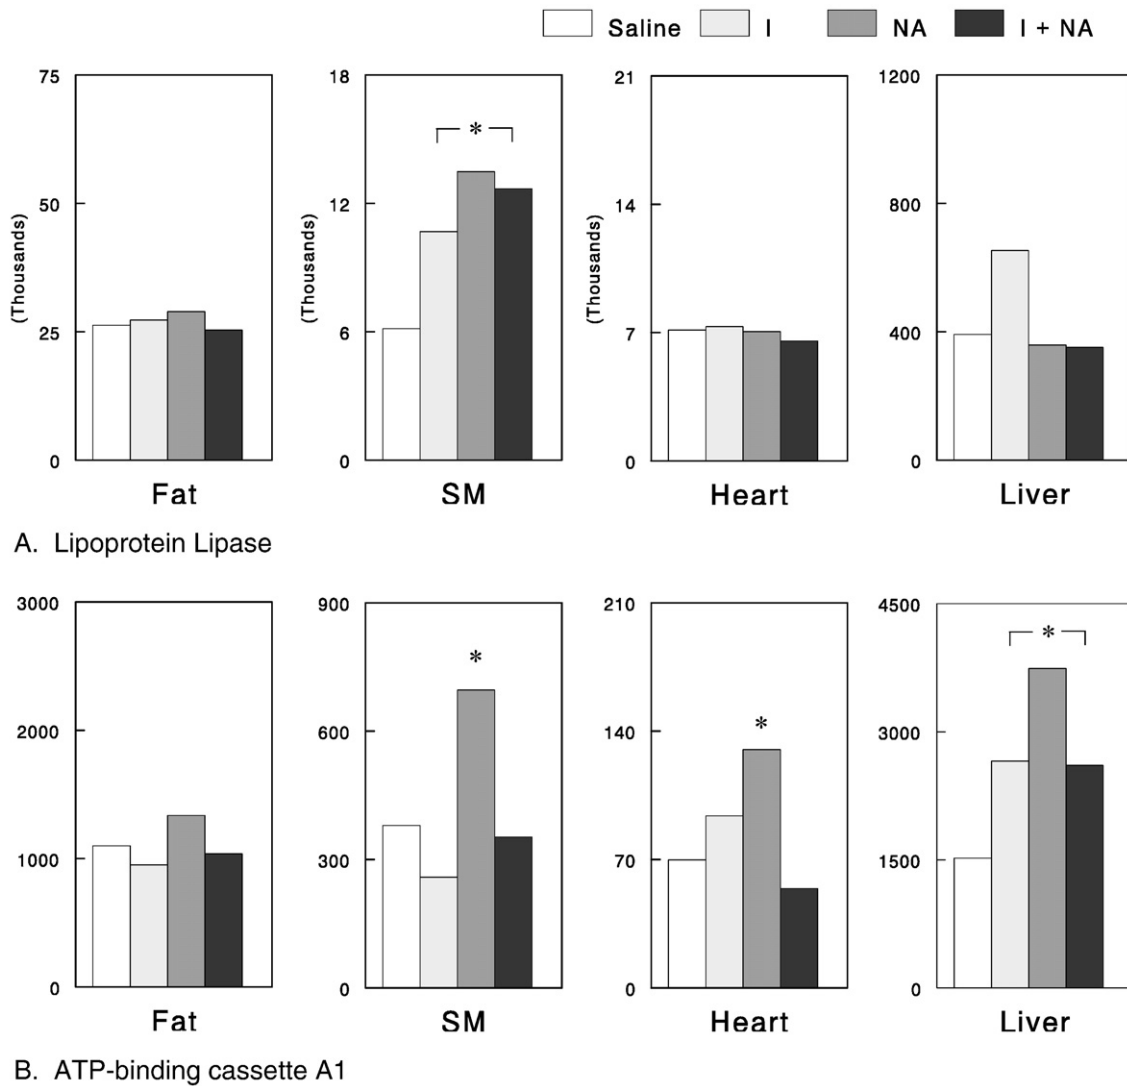 Saline I NA I + NA
75 18 21 1200
* 
50 12 14 800
(Thousands) (Thousands) (Thousands)
25 6 7 400
0 0 0 0
Fat SM Heart Liver
A. Lipoprotein Lipase
3000 900 210 4500
*
*
2000 600 140 3000
*
1000 300 70 1500
0 0 0 0
Fat SM Heart Liver
B. ATP-binding cassette A1